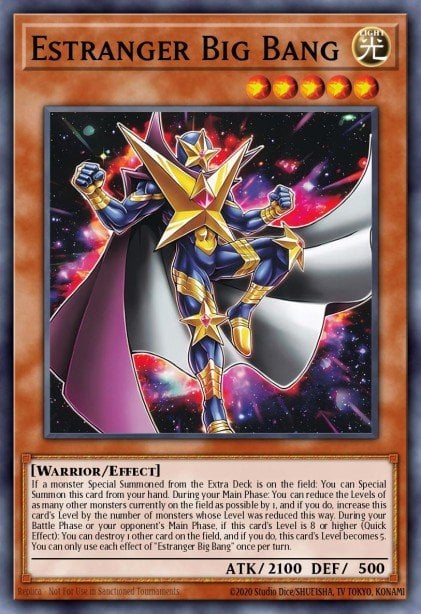 Estranger Big Bang
LIGHT
光
[Warrior/Effect]
If a monster Special Summoned from the Extra Deck is on the field: You can Special
Summon this card from your hand. During your Main Phase: You can reduce the Levels of
as many other monsters currently on the field as possible by 1, and if you do, increase this
card's Level by the number of monsters whose Level was reduced this way. During your
Battle Phase or your opponent's Main Phase, if this card's Level is 8 or higher (Quick
Effect): You can destroy 1 other card on the field, and if you do, this card's Level becomes 5.
You can only use each effect of "Estranger Big Bang" once per turn.
ATK/2100 DEF/ 500
Replica - Not For Use in Sanctioned Tournaments
©2020 Studio Dice/SHUEISHA, TV TOKYO, KONAMI